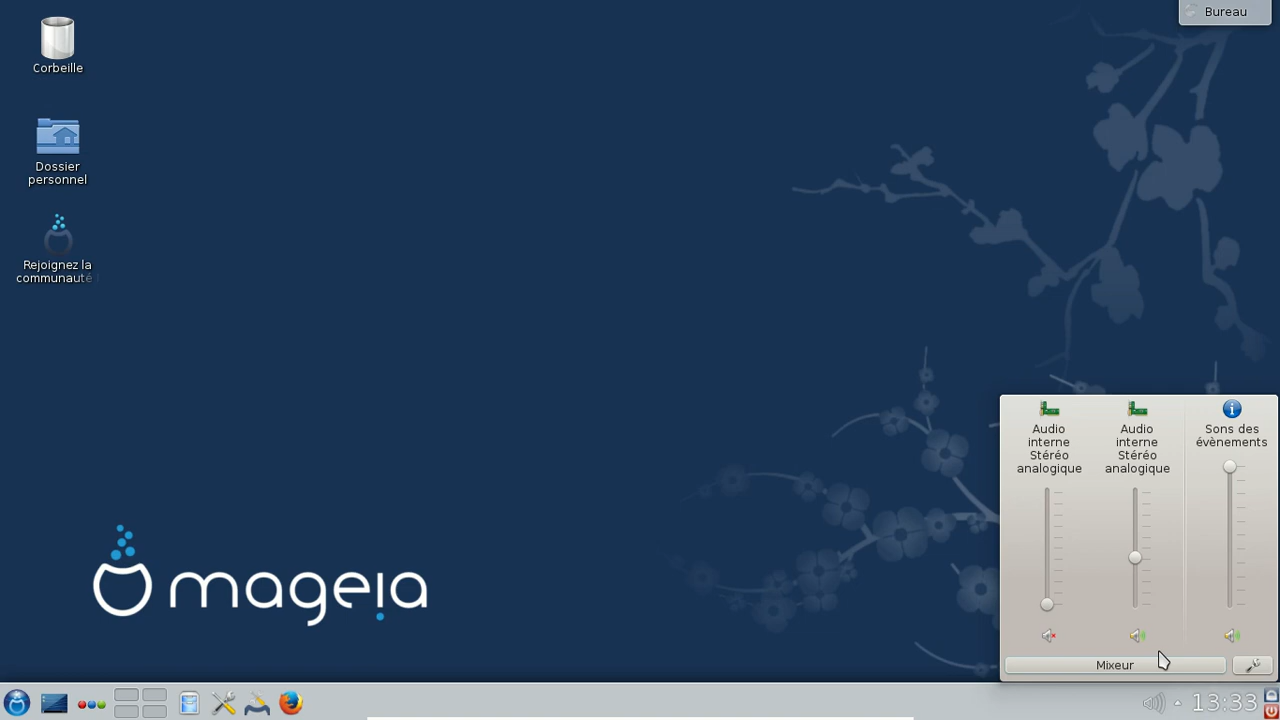 Bureau
Corbeille
Dossier
personnel
Rejoignez la
communauté
mageia
Audio
interne
Stéréo
analogique
Audio
interne
Stéréo
analogique
Sons des
évènements
Mixeur
13:33